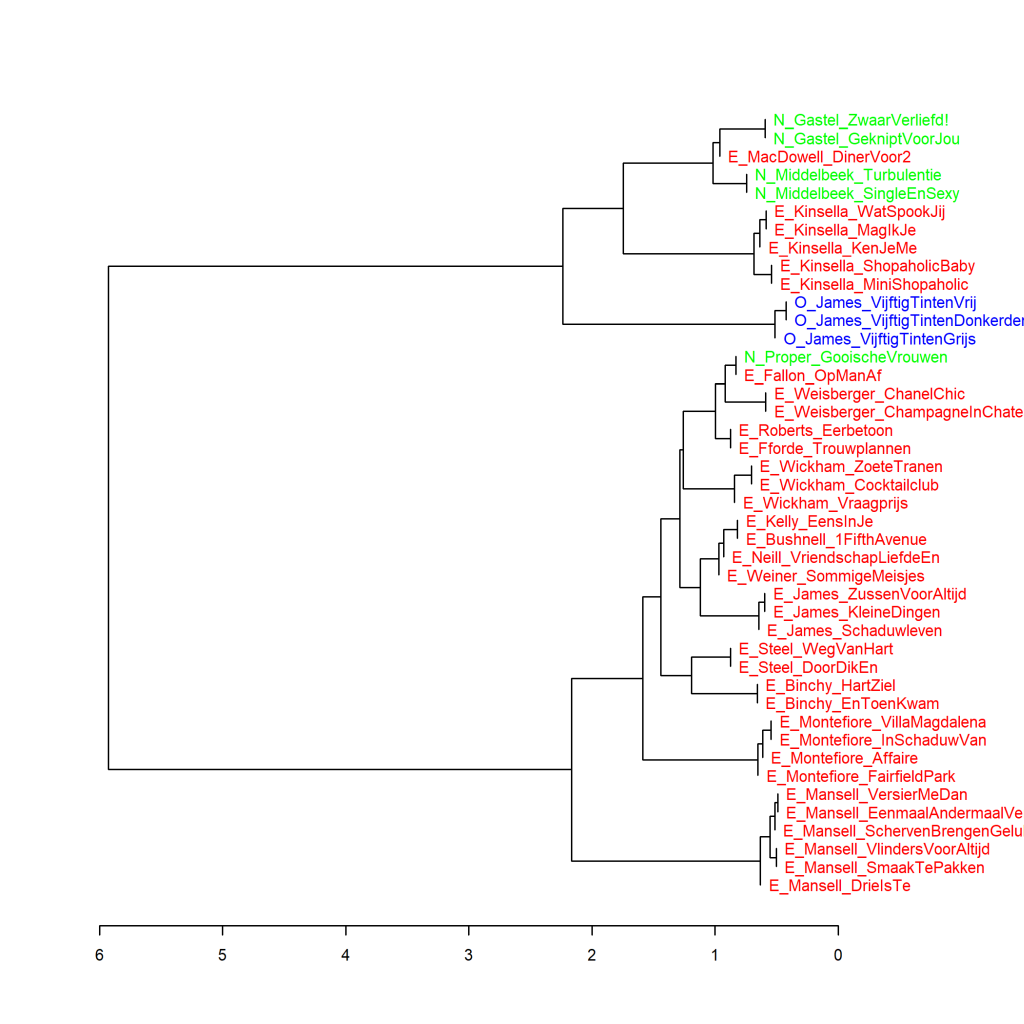 N_Gastel_ZwaarVerliefd!
N_Gastel_GekniptVoorJou
E_MacDowell_DinerVoor2
N_Middelbeek_Turbulentie
N_Middelbeek_SingleEnSexy
E_Kinsella_WatSpookJij
E_Kinsella_MagIkJe
E_Kinsella_KenJeMe
E_Kinsella_ShopaholicBaby
E_Kinsella_MiniShopaholic
O_James_VijftigTintenVrij
O_James_VijftigTintenDonkerder
O_James_VijftigTintenGrijs
N_Proper_GooischeVrouwen
E_Fallon_OpManAf
E_Weisberger_ChanelChic
E_Weisberger_ChampagneInChate
E_Roberts_Eerbetoon
E_Fforde_Trouwplannen
E_Wickham_ZoeteTranen
E_Wickham_Cocktailclub
E_Wickham_Vraagprijs
E_Kelly_EensInJe
E_Bushnell_1FifthAvenue
E_Neill_VriendschapLiefdeEn
E_Weiner_SommigeMeisjes
E_James_ZussenVoorAltijd
E_James_KleineDingen
E_James_Schaduwleven
E_Steel_WegVanHart
E_Steel_DoorDikEn
E_Binchy_HartZiel
E_Binchy_EnToenKwam
E_Montefiore_VillaMagdalena
E_Montefiore_InSchaduwVan
E_Montefiore_Affaire
E_Montefiore_FairfieldPark
E_Mansell_VersierMeDan
E_Mansell_EenmaalAndermaalVe
E_Mansell_SchervenBrengenGelu
E_Mansell_VlindersVoorAltijd
E_Mansell_SmaakTePakken
E_Mansell_DrieIsTe
6 5 4 3 2 1 0